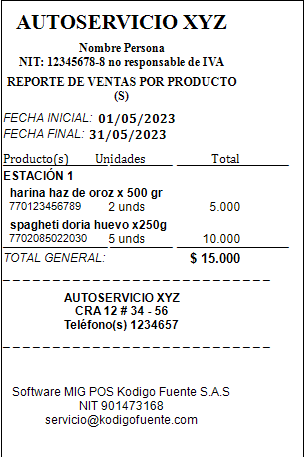 AUTOSERVICIO XYZ
Nombre Persona
NIT: 12345678-8 no responsable de IVA
REPORTE DE VENTAS POR PRODUCTO
(S)
FECHA INICIAL: 01/05/2023
FECHA FINAL: 31/05/2023
Producto(s) Unidades Total
ESTACIÓN 1
harina haz de oroz x 500 gr
770123456789 2 unds 5.000
spagheti doria huevo x250g
7702085022030 5 unds 10.000
TOTAL GENERAL: $ 15.000
AUTOSERVICIO XYZ
CRA 12 # 34 - 56
Teléfono(s) 1234657
Software MIG POS Kodigo Fuente S.A.S
NIT 901473168
servicio@kodigofuente.com